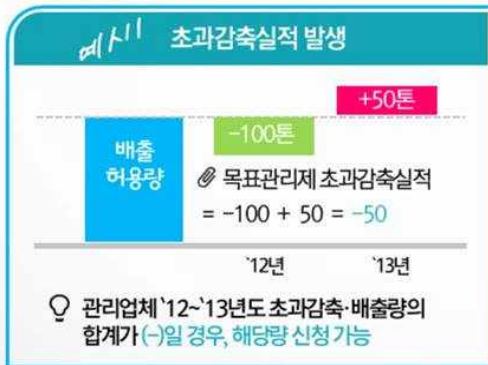 예시!! 초과감축실적 발생
+50톤
-100톤
배출
허용량
목표관리제 초과감축실적
= -100 + 50 = -50
`12년 `13년
관리업체 `12~`13년도 초과감축·배출량의
합계가 (-)일 경우, 해당량 신청 가능